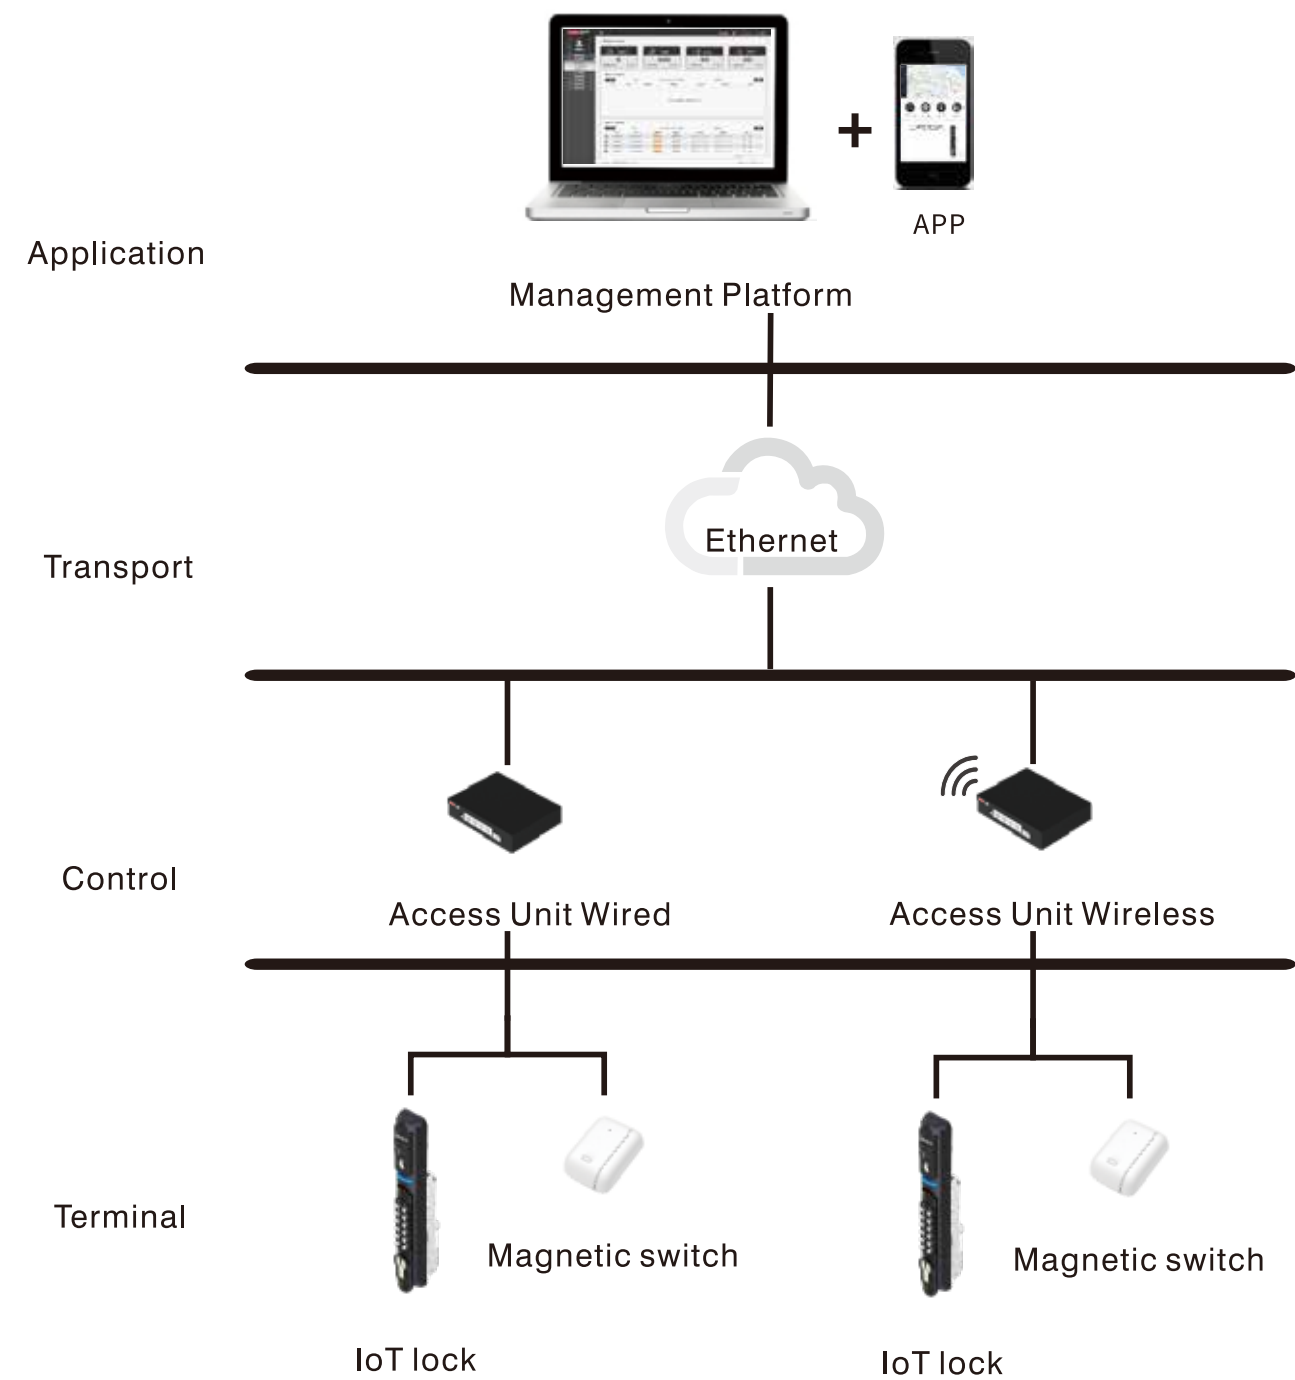 APP
Application
Management Platform
Ethernet
Transport
Control
Access Unit Wired
Access Unit Wireless
Terminal
Magnetic switch
Magnetic switch
IoT lock
IoT lock